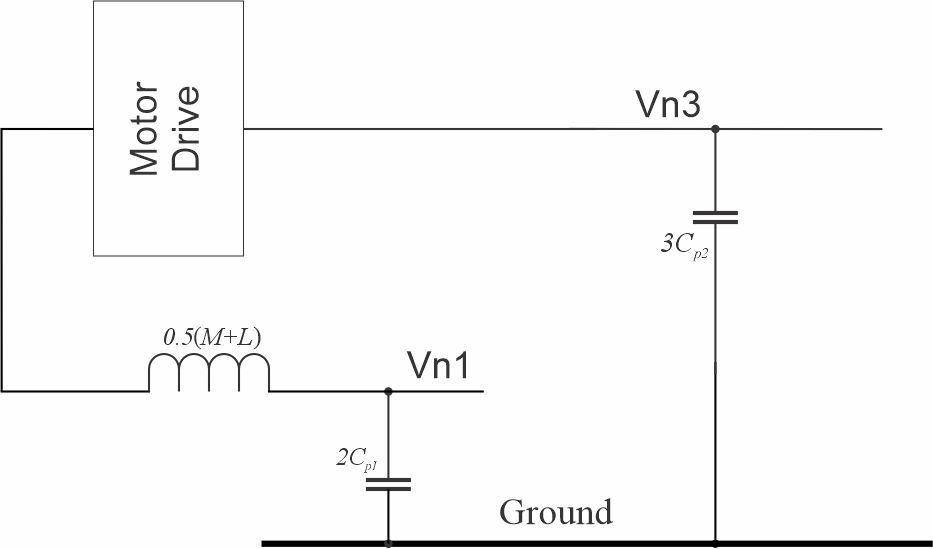 Motor
Drive
Vn3
3Cp2
0.5(M+L)
Vn1
2Cp1
Ground